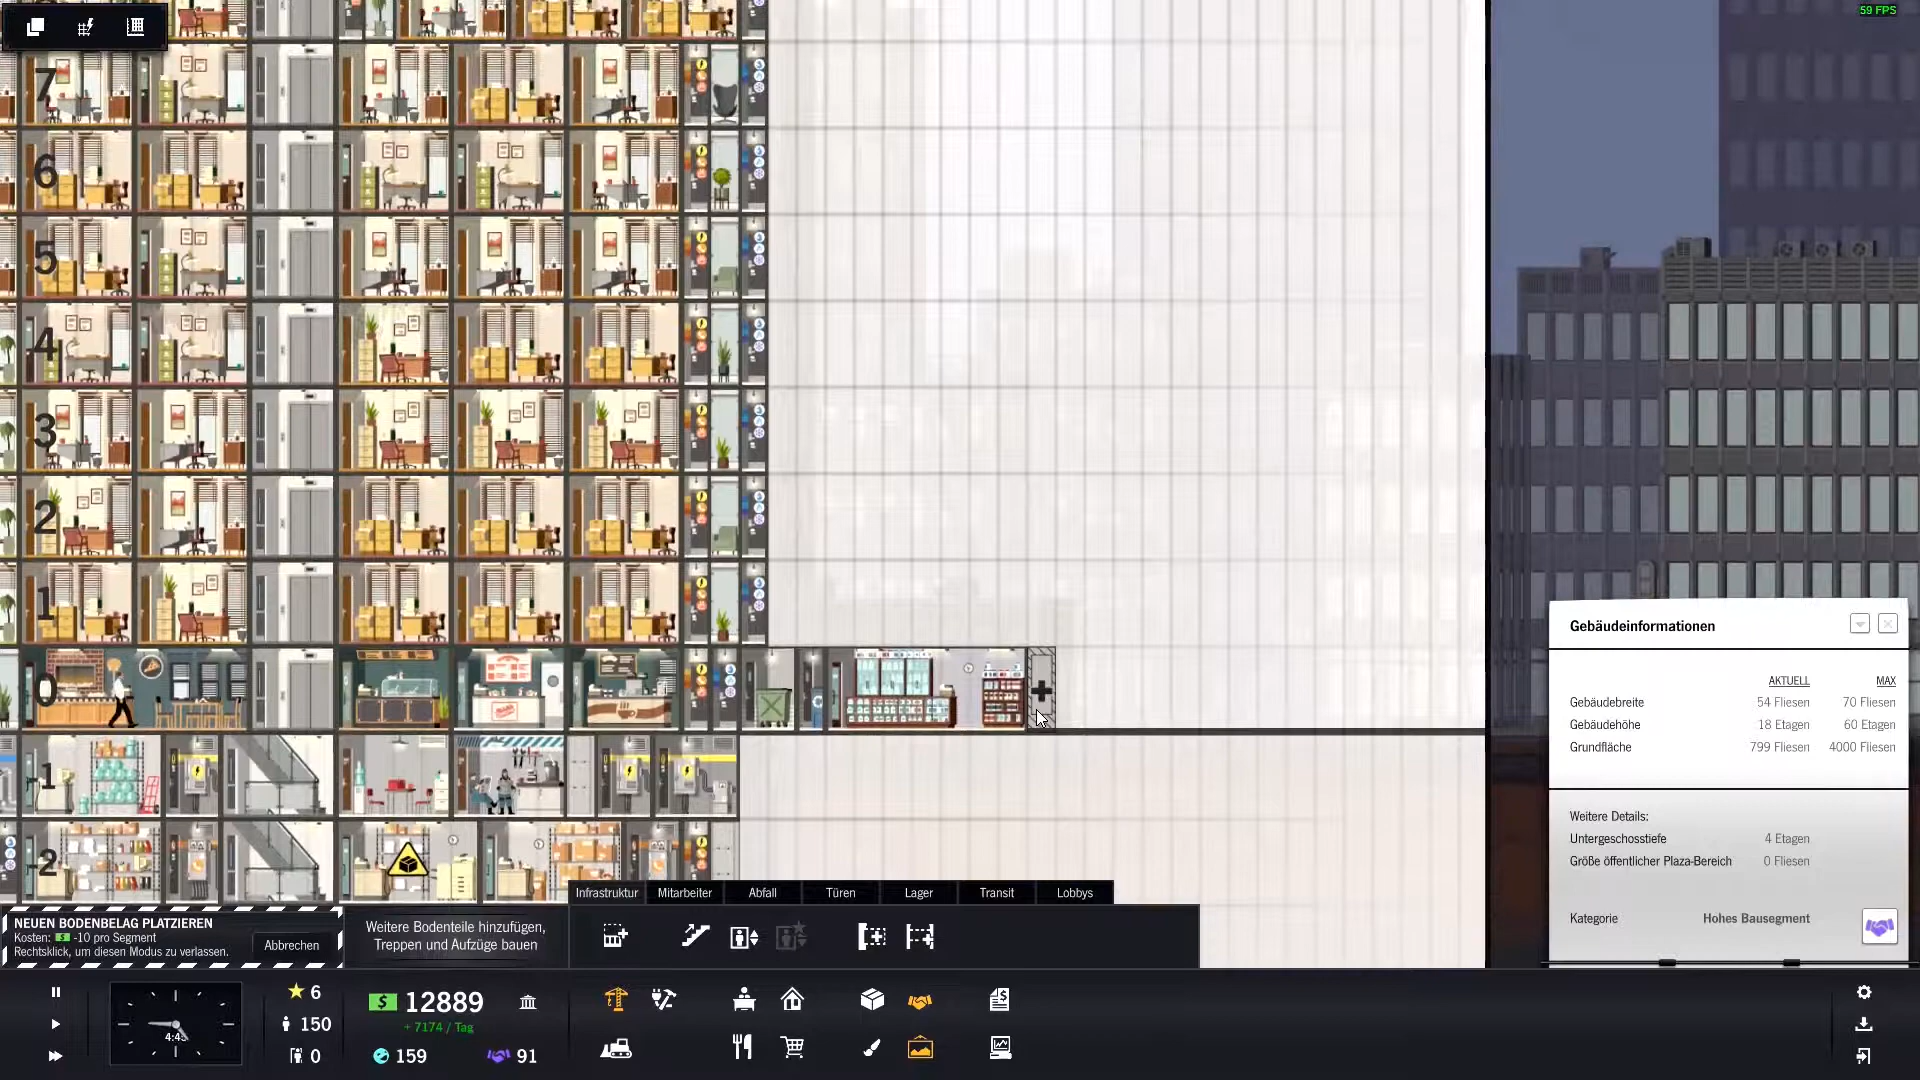 59 FPS
7
6
5
4
3
2
1
0
-1
-2
Gebäudeinformationen
AKTUELL MAX
Gebäudebreite 54 Fliesen 70 Fliesen
Gebäudehöhe 18 Etagen 60 Etagen
Grundfläche 799 Fliesen 4000 Fliesen
Weitere Details:
Untergeschosstiefe 4 Etagen
Größe öffentlicher Plaza-Bereich 0 Fliesen
Kategorie Hohes Bausegment
Infrastruktur Mitarbeiter Abfall Türen Lager Transit Lobbys
NEUEN BODENBELAG PLATZIEREN
Kosten: $ -10 pro Segment
Rechtsklick, um diesen Modus zu verlassen.
Abbrechen
Weitere Bodenteile hinzufügen,
Treppen und Aufzüge bauen
6
150
0
$ 12889
+ 7174 / Tag
159 91